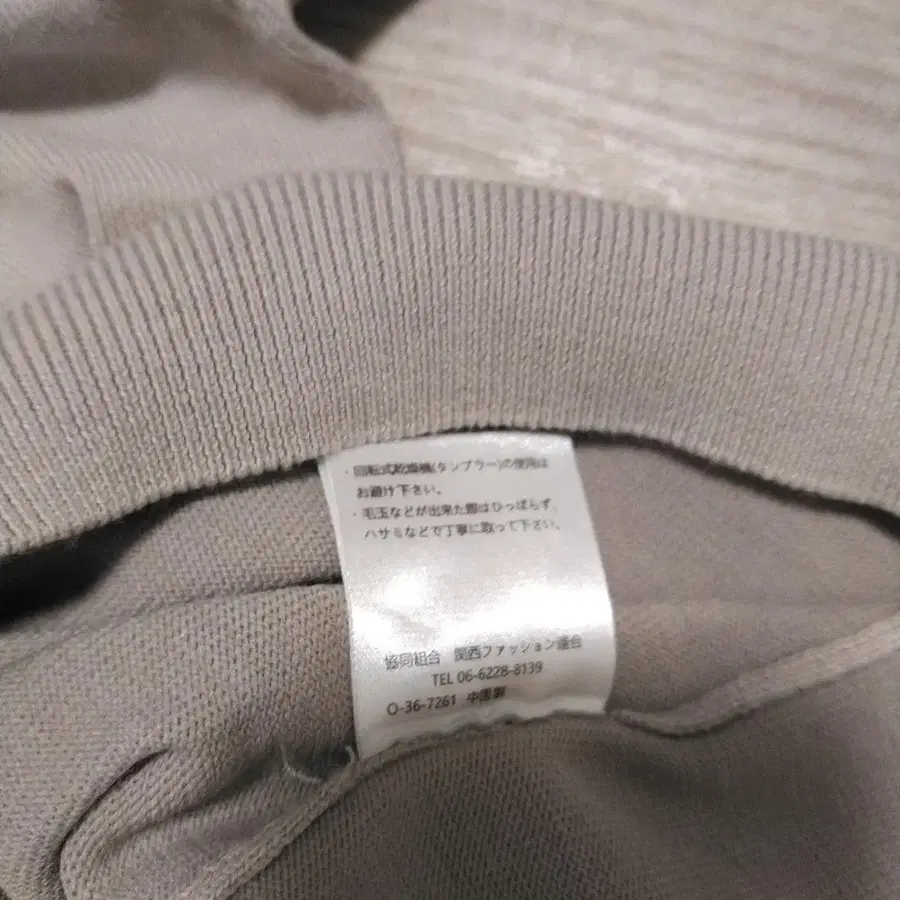 ・回転式乾燥機(タンブラー)の使用は
お避け下さい。
・毛玉などが出来た際はひっぱらず、
ハサミなどで丁寧に取って下さい。
協同組合 関西ファッション連合
TEL 06-6228-8139
O-36-7261 中国製